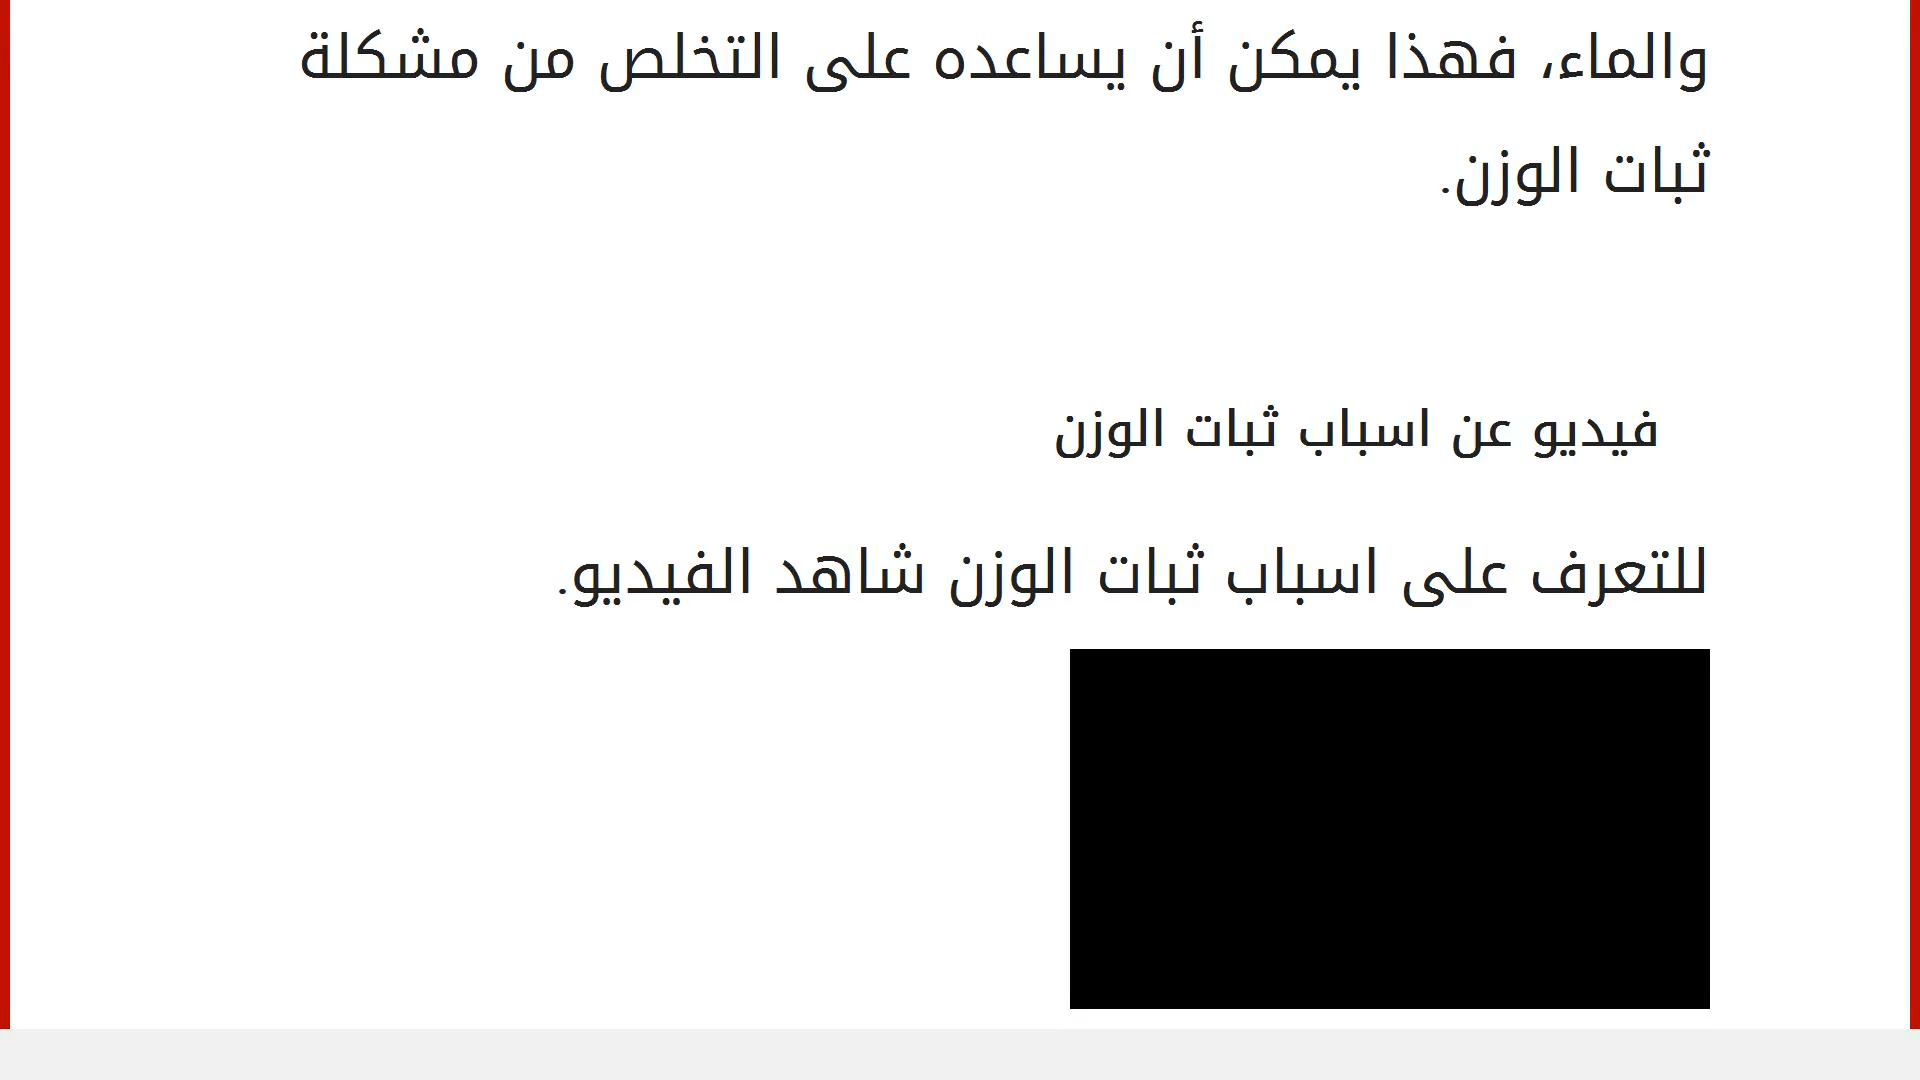 والماء، فهذا يمكن أن يساعده على التخلص من مشكلة
ثبات الوزن.
فيديو عن اسباب ثبات الوزن
للتعرف على اسباب ثبات الوزن شاهد الفيديو.